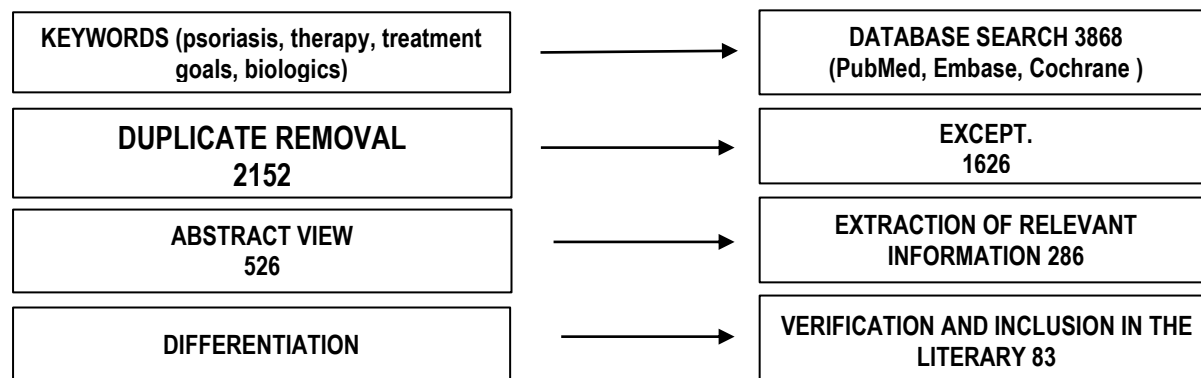 KEYWORDS (psoriasis, therapy, treatment
goals, biologics)
DATABASE SEARCH 3868
(PubMed, Embase, Cochrane )
DUPLICATE REMOVAL
2152
EXCEPT.
1626
ABSTRACT VIEW
526
EXTRACTION OF RELEVANT
INFORMATION 286
DIFFERENTIATION
VERIFICATION AND INCLUSION IN THE
LITERARY 83